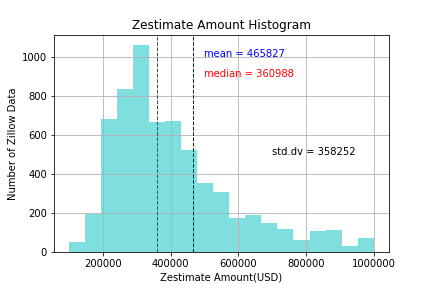 Zestimate Amount Histogram
mean = 465827
median = 360988
std.dv = 358252
Number of Zillow Data
1000
800
600
400
200
0
200000 400000 600000 800000 1000000
Zestimate Amount(USD)